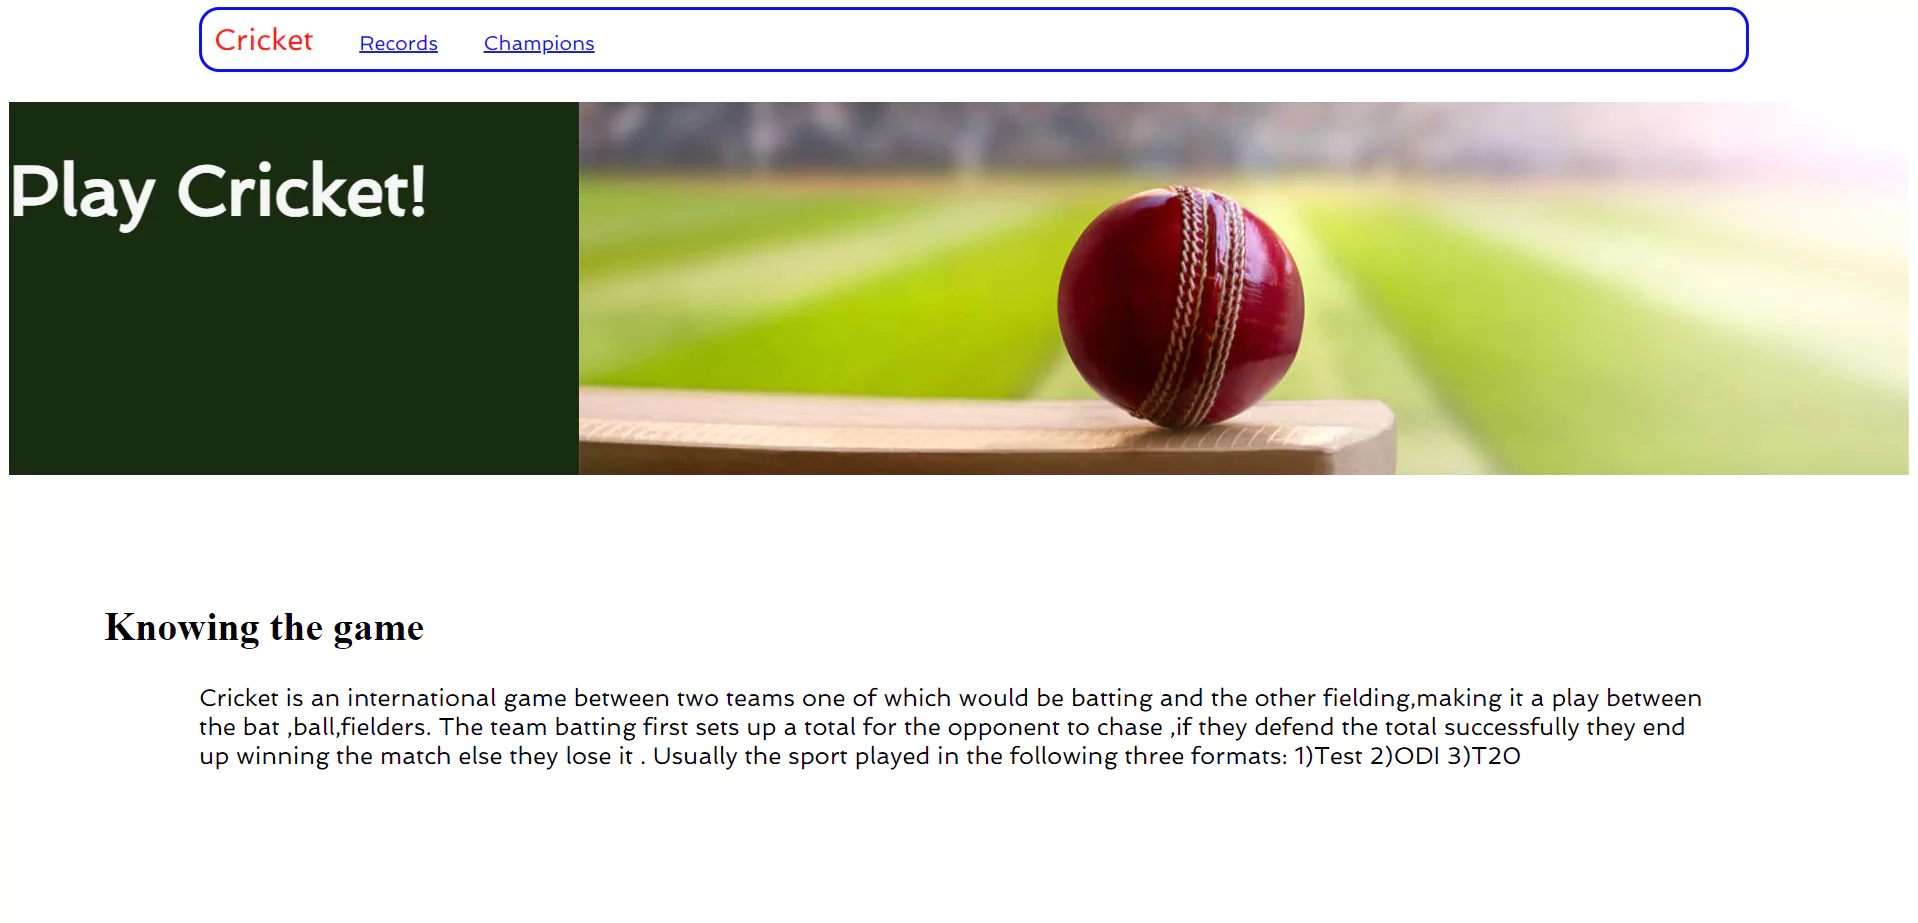 Cricket Records Champions
Play Cricket!
Knowing the game
Cricket is an international game between two teams one of which would be batting and the other fielding,making it a play between
the bat ,ball,fielders. The team batting first sets up a total for the opponent to chase ,if they defend the total successfully they end
up winning the match else they lose it . Usually the sport played in the following three formats: 1)Test 2)ODI 3)T20